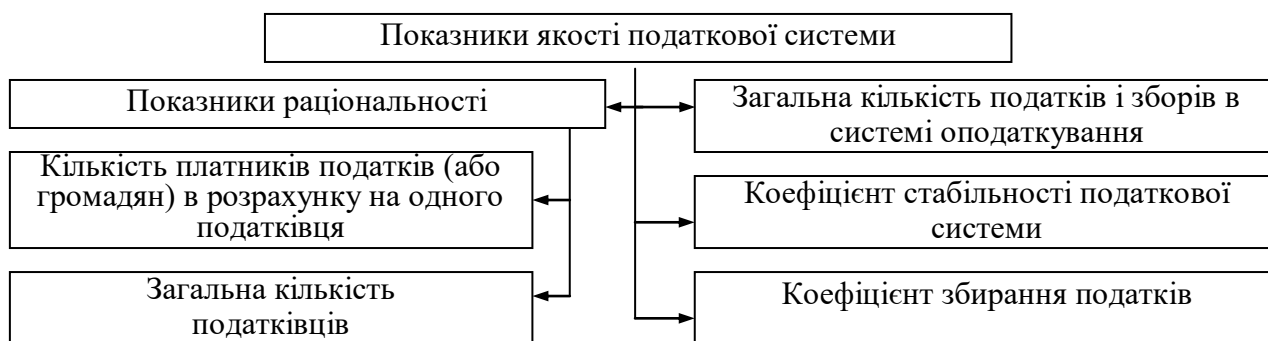 Показники якості податкової системи
Показники раціональності
Загальна кількість податків і зборів в
системі оподаткування
Кількість платників податків (або
громадян) в розрахунку на одного
податківця
Коефіцієнт стабільності податкової
системи
Загальна кількість
податківців
Коефіцієнт збирання податків